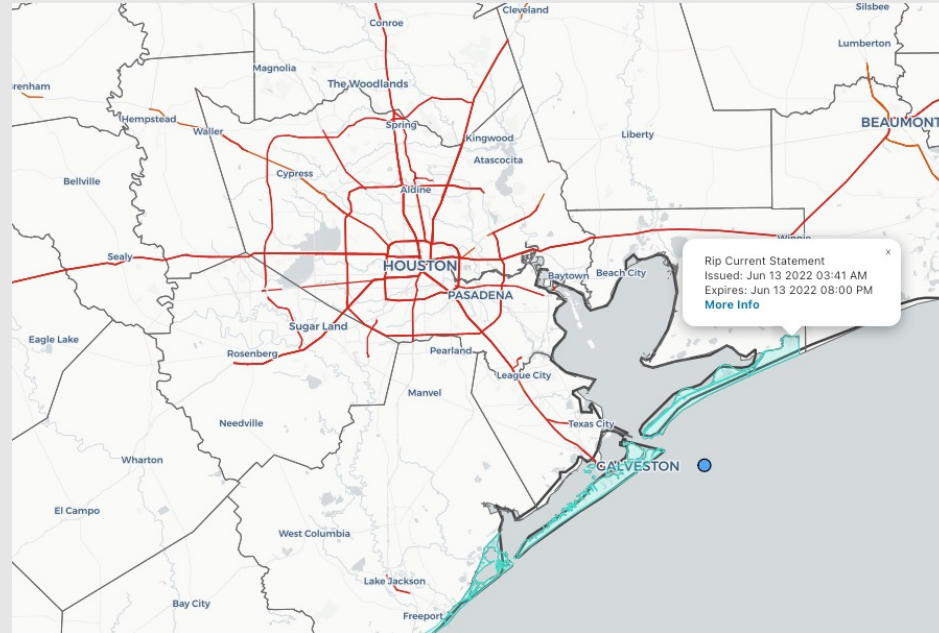 Cleveland
Silsbee
Conroe
Lumberton
Magnolia
The Woodlands
renham
Hempstead
BEAUMONT
Spring
Waller
Kingwood
Liberty
Atascocita
Cypress
Bellville
Aldine
Winnie
Sealy
HOUSTON
Baytown
Beach City
PASADENA
×
Rip Current Statement
Issued: Jun 13 2022 03:41 AM
Expires: Jun 13 2022 08:00 PM
More Info
Sugar Land
Eagle Lake
Rosenberg
Pearland
League City
Manvel
Needville
Texas City
Wharton
GALVESTON
El Campo
West Columbia
Lake Jackson
Bay City
Freeport